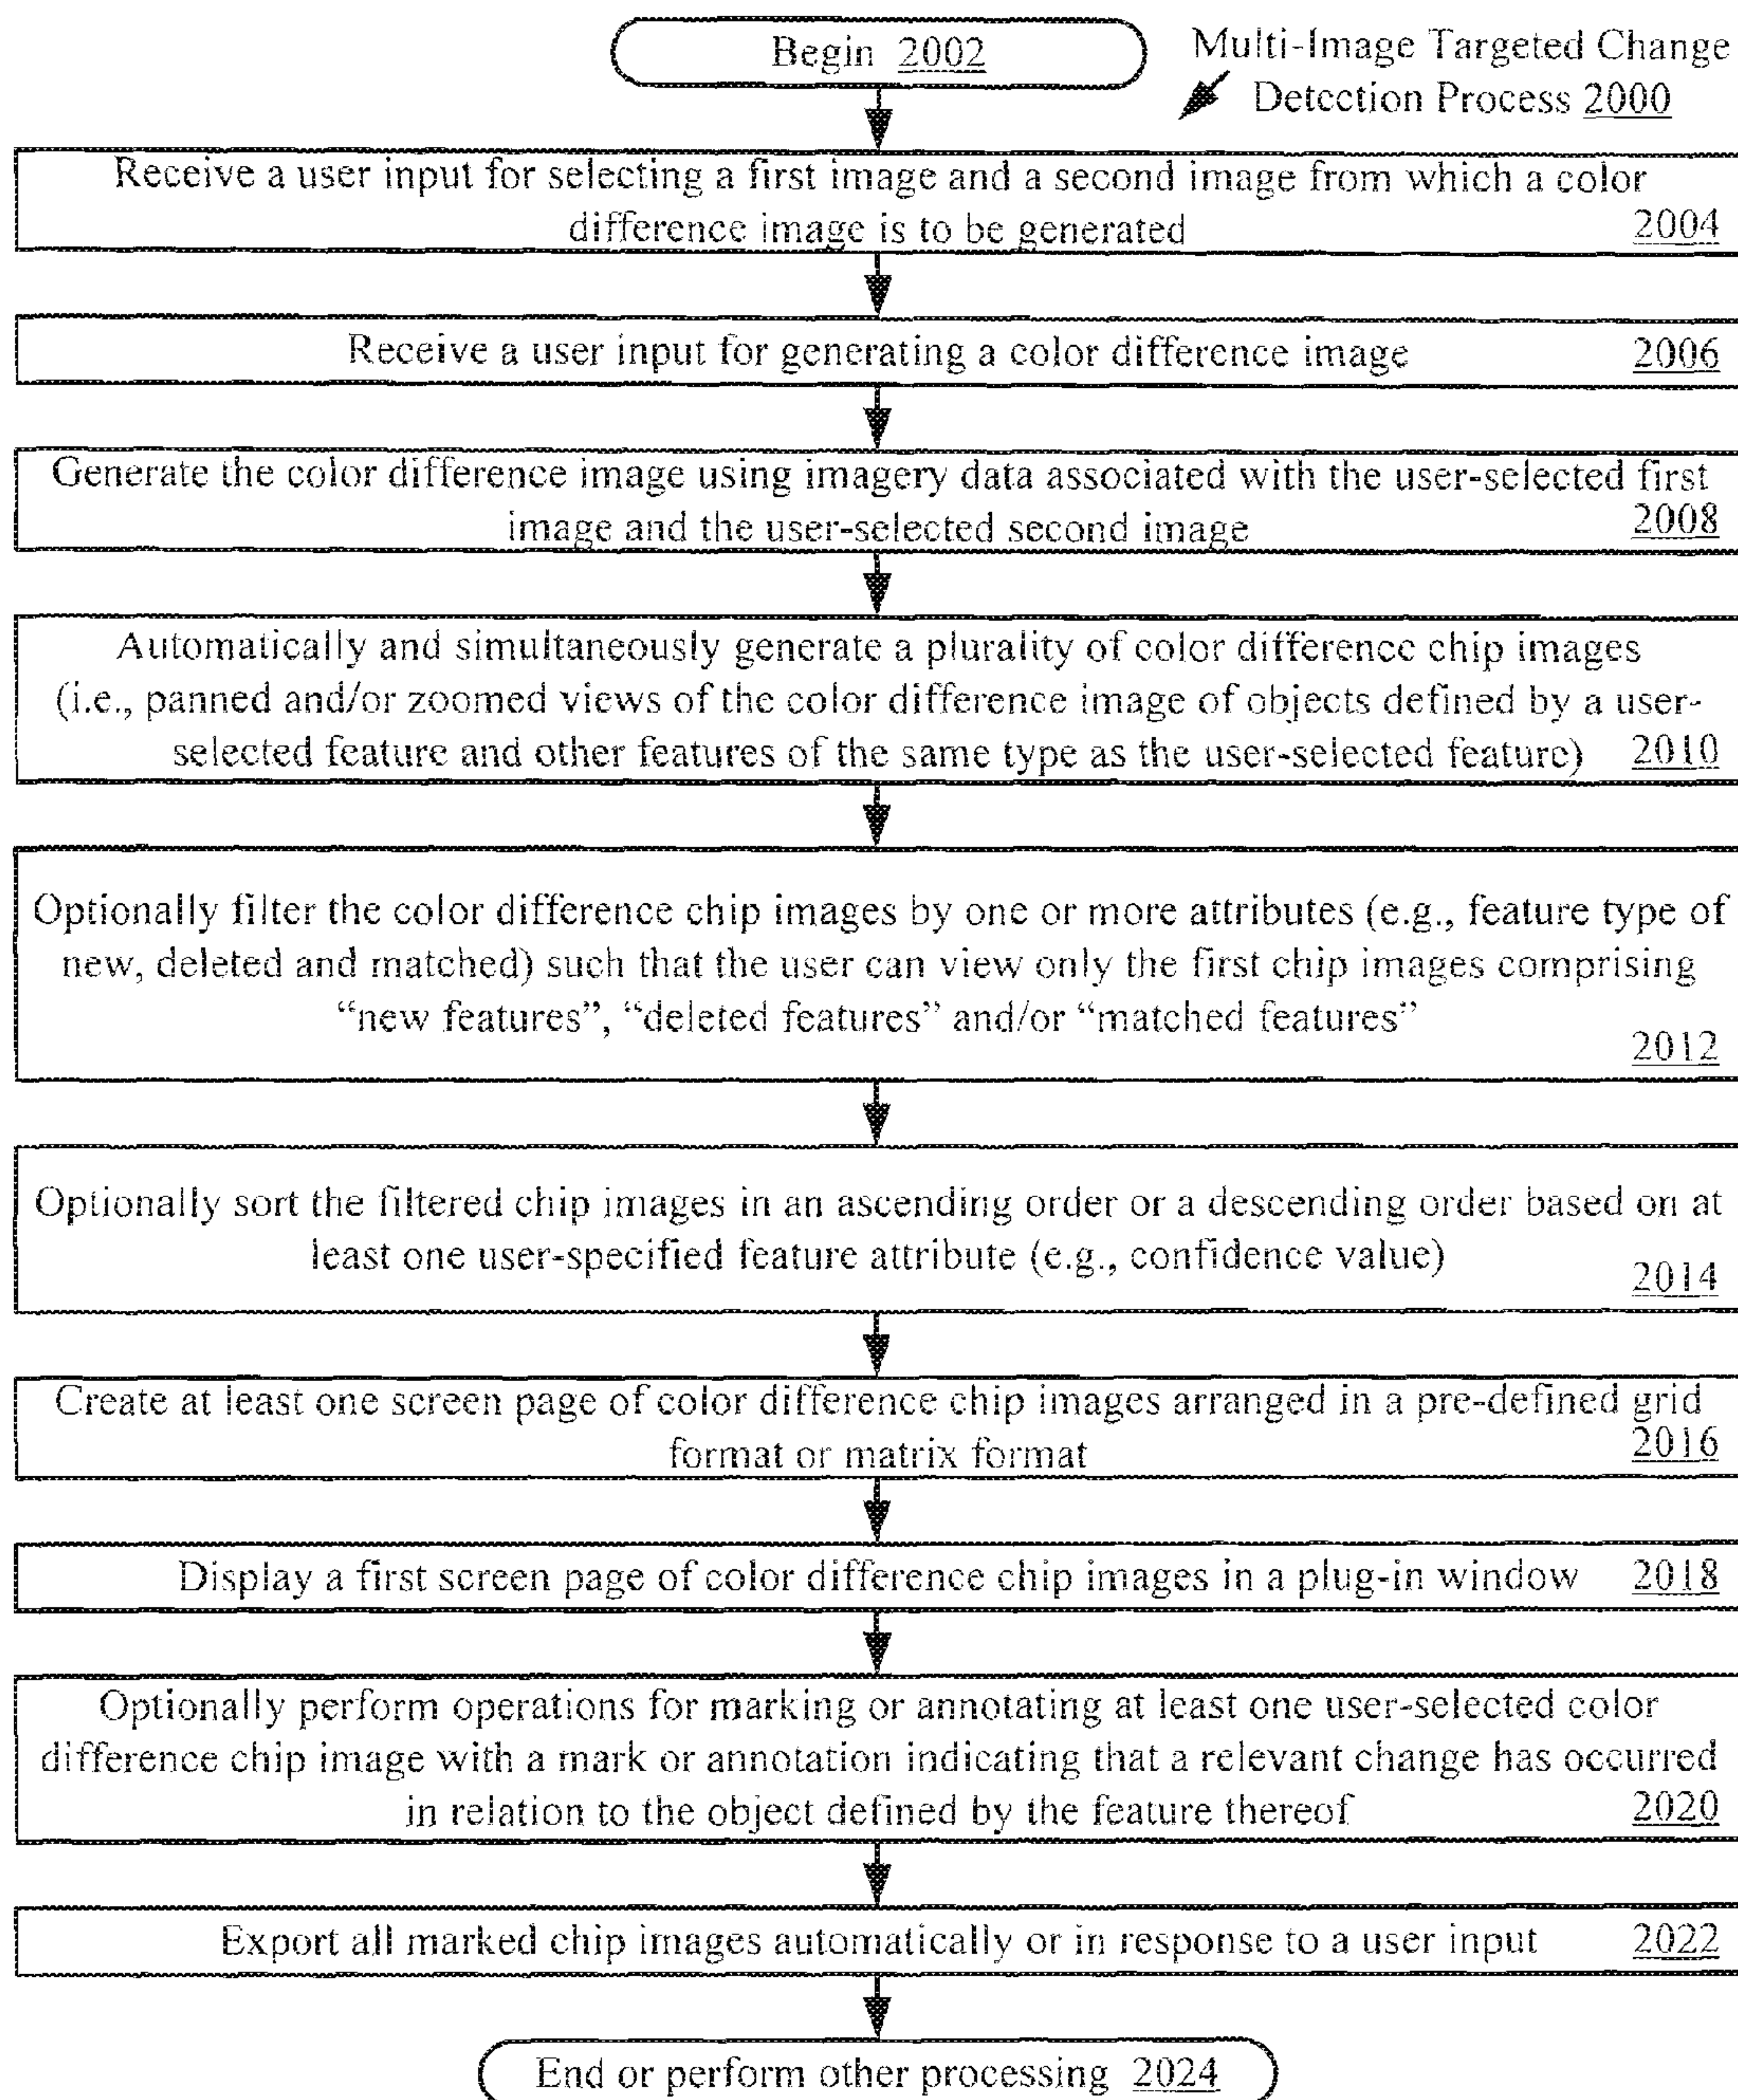 Begin 2002
Multi-Image Targeted Change
Detection Process 2000
Receive a user input for selecting a first image and a second image from which a color
difference image is to be generated 2004
Receive a user input for generating a color difference image 2006
Generate the color difference image using imagery data associated with the user-selected first
image and the user-selected second image 2008
Automatically and simultaneously generate a plurality of color difference chip images
(i.e., panned and/or zoomed views of the color difference image of objects defined by a user-
selected feature and other features of the same type as the user-selected feature) 2010
Optionally filter the color difference chip images by one or more attributes (e.g., feature type of
new, deleted and matched) such that the user can view only the first chip images comprising
“new features”, “deleted features” and/or “matched features”
2012
Optionally sort the filtered chip images in an ascending order or a descending order based on at
least one user-specified feature attribute (e.g., confidence value)
2014
Create at least one screen page of color difference chip images arranged in a pre-defined grid
format or matrix format 2016
Display a first screen page of color difference chip images in a plug-in window 2018
Optionally perform operations for marking or annotating at least one user-selected color
difference chip image with a mark or annotation indicating that a relevant change has occurred
in relation to the object defined by the feature thereof 2020
Export all marked chip images automatically or in response to a user input 2022
End or perform other processing 2024